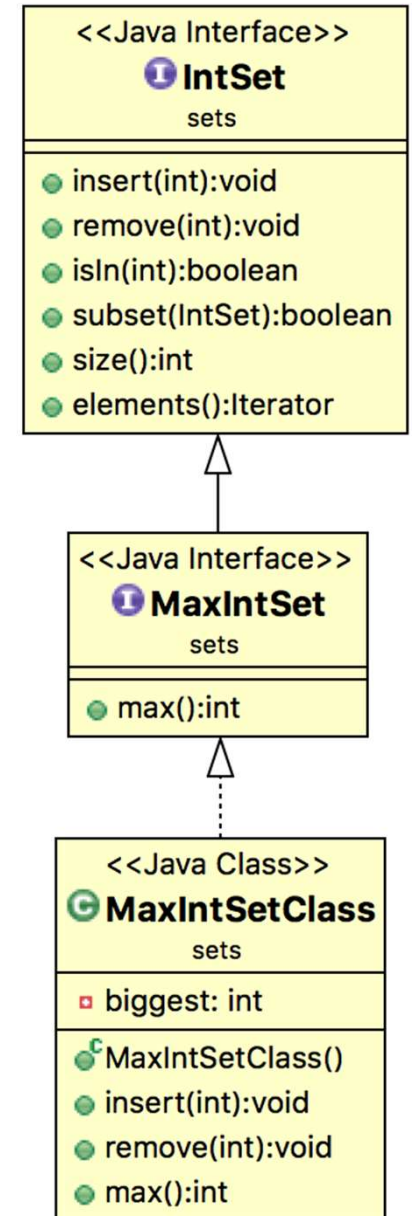 <<Java Interface>>
I IntSet
sets
insert(int):void
remove(int):void
isIn(int):boolean
subset(IntSet):boolean
size():int
elements():Iterator
<<Java Interface>>
I MaxIntSet
sets
max():int
<<Java Class>>
C MaxIntSetClass
sets
biggest: int
C MaxIntSetClass()
insert(int):void
remove(int):void
max():int